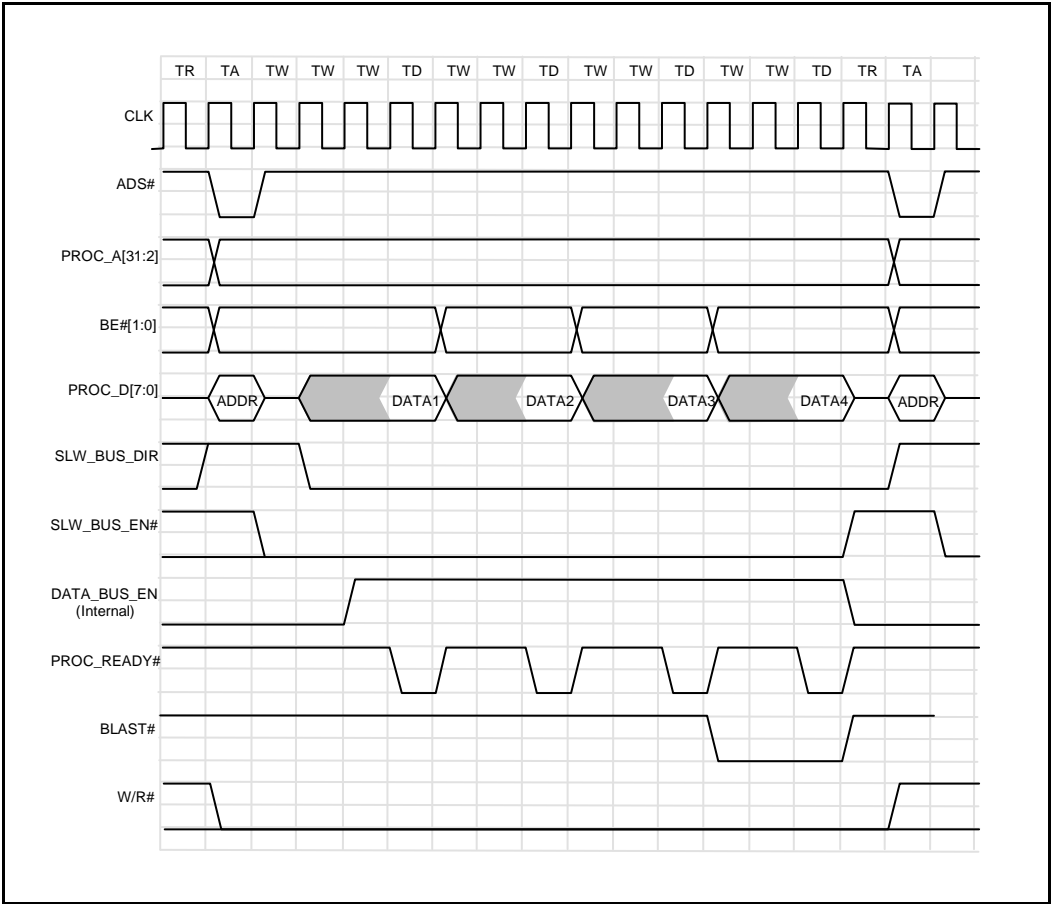 TR TA TW TW TW TD TW TW TD TW TW TD TW TW TD TR TA
CLK
ADS#
PROC_A[31:2]
BE#[1:0]
PROC_D[7:0] ADDR DATA1 DATA2 DATA3 DATA4 ADDR
SLW_BUS_DIR
SLW_BUS_EN#
DATA_BUS_EN
(Internal)
PROC_READY#
BLAST#
W/R#